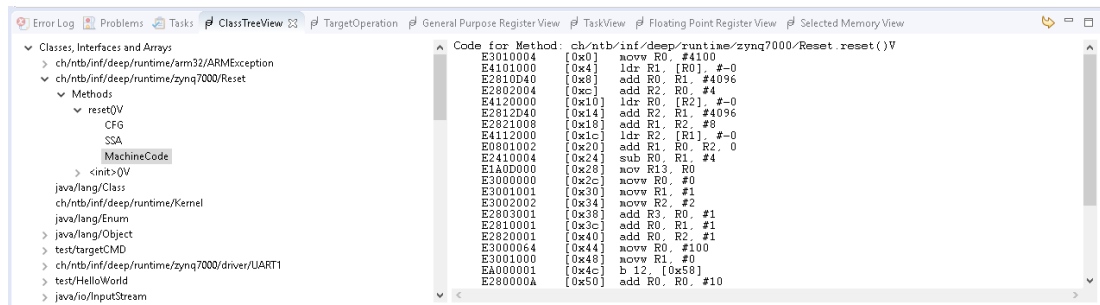 Error Log Problems Tasks ClassTreeView TargetOperation General Purpose Register View TaskView Floating Point Register View Selected Memory View
Classes, Interfaces and Arrays
ch/ntb/inf/deep/runtime/arm32/ARMException
ch/ntb/inf/deep/runtime/zynq7000/Reset
Methods
reset()V
CFG
SSA
MachineCode
<init>()V
java/lang/Class
ch/ntb/inf/deep/runtime/Kernel
java/lang/Enum
java/lang/Object
test/targetCMD
ch/ntb/inf/deep/runtime/zynq7000/driver/UART1
test/HelloWorld
java/io/InputStream
Code for Method: ch/ntb/inf/deep/runtime/zynq7000/Reset.reset()V
E3010004 [0x0] movw R0, #4100
E4101000 [0x4] ldr R1, [R0], #-0
E2810D40 [0x8] add R0, R1, #4096
E2802004 [0xc] add R2, R0, #4
E4120000 [0x10] ldr R0, [R2], #-0
E2812D40 [0x14] add R2, R1, #4096
E2821008 [0x18] add R1, R2, #8
E4112000 [0x1c] ldr R2, [R1], #-0
E0801002 [0x20] add R1, R0, R2, 0
E2410004 [0x24] sub R0, R1, #4
E1A0D000 [0x28] mov R13, R0
E3000000 [0x2c] movw R0, #0
E3001001 [0x30] movw R1, #1
E3002002 [0x34] movw R2, #2
E2803001 [0x38] add R3, R0, #1
E2810001 [0x3c] add R0, R1, #1
E2820001 [0x40] add R0, R2, #1
E3000064 [0x44] movw R0, #100
E3001000 [0x48] movw R1, #0
EA000001 [0x4c] b 12, [0x58]
E280000A [0x50] add R0, R0, #10